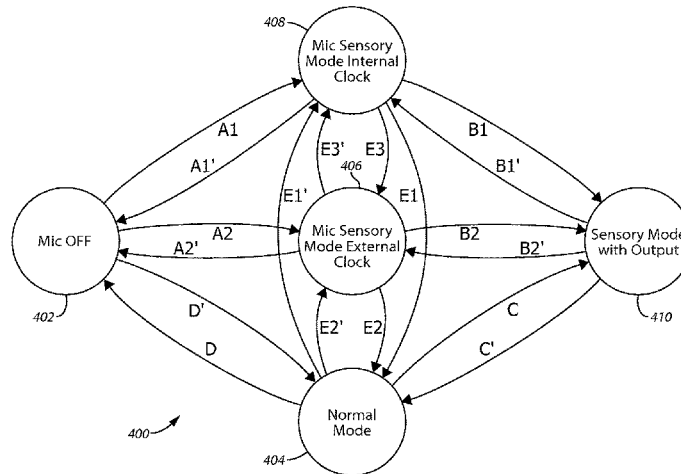 408
Mic Sensory
Mode Internal
Clock
A1
A1'
B1
B1'
E3'
E3
406
E1'
E1
Mic OFF
402
A2
A2'
Mic Sensory
Mode External
Clock
B2
B2'
Sensory Mode
with Output
410
D'
D
E2'
E2
C
C'
Normal
Mode
404
400